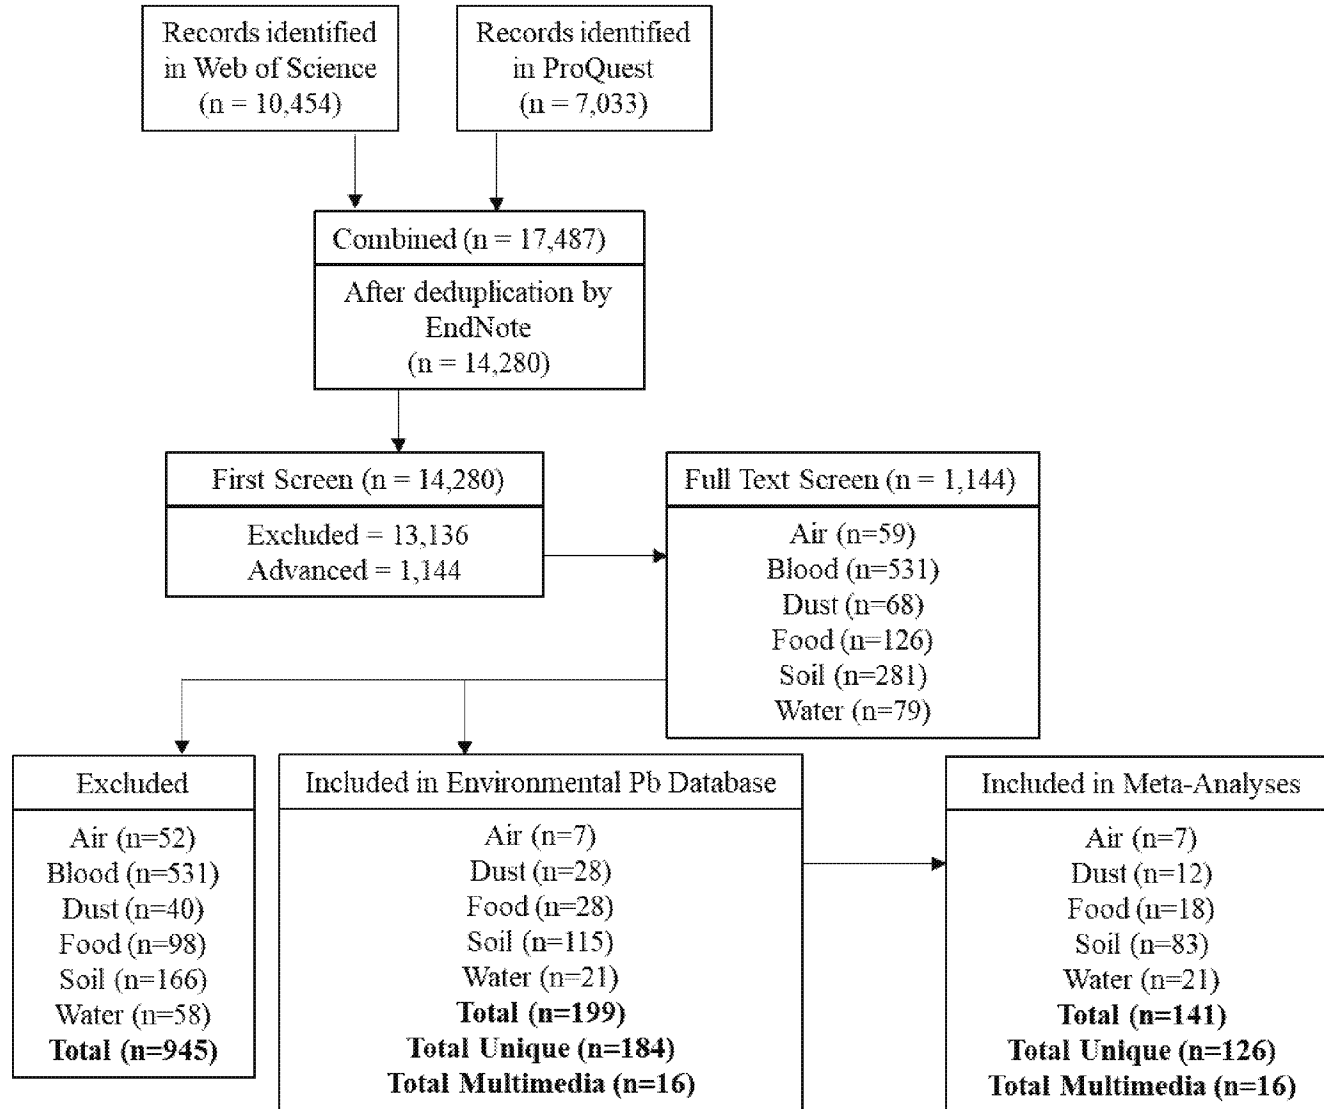 Records identified
in Web of Science
(n = 10,454)
Records identified
in ProQuest
(n = 7,033)
Combined (n = 17,487)
After deduplication by
EndNote
(n = 14,280)
First Screen (n = 14,280)
Excluded = 13,136
Advanced = 1,144
Full Text Screen (n = 1,144)
Air (n=59)
Blood (n=531)
Dust (n=68)
Food (n=126)
Soil (n=281)
Water (n=79)
Excluded
Air (n=52)
Blood (n=531)
Dust (n=40)
Food (n=98)
Soil (n=166)
Water (n=58)
Total (n=945)
Included in Environmental Pb Database
Air (n=7)
Dust (n=28)
Food (n=28)
Soil (n=115)
Water (n=21)
Total (n=199)
Total Unique (n=184)
Total Multimedia (n=16)
Included in Meta-Analyses
Air (n=7)
Dust (n=12)
Food (n=18)
Soil (n=83)
Water (n=21)
Total (n=141)
Total Unique (n=126)
Total Multimedia (n=16)